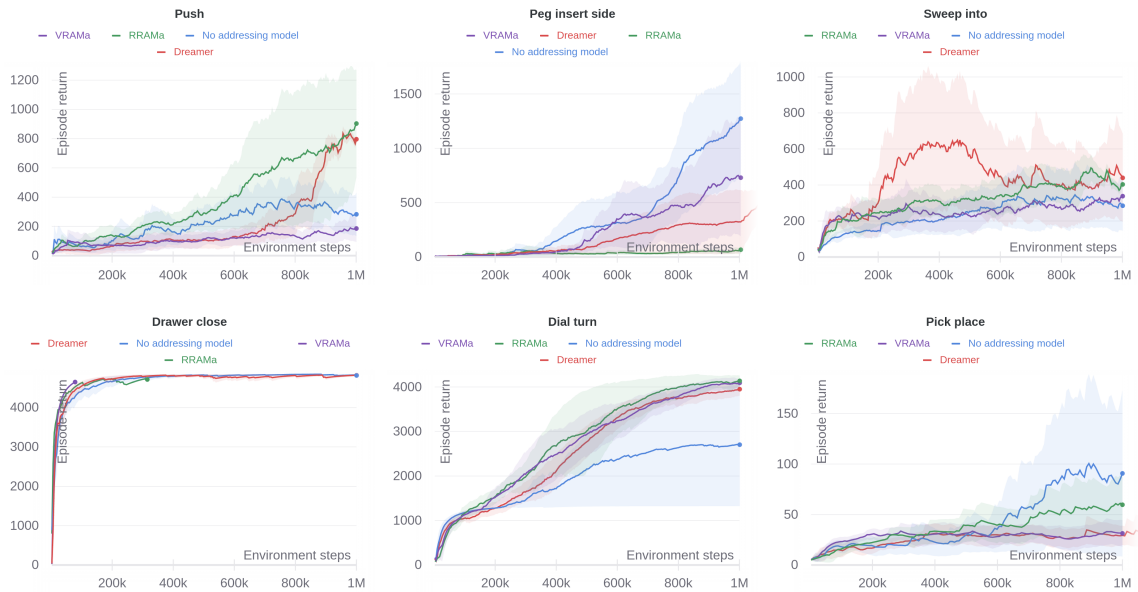 Push
VRAMa RRAMa No addressing model
Dreamer
Episode return
1200
1000
800
600
400
200
0
Environment steps
200k 400k 600k 800k 1M
Peg insert side
VRAMa Dreamer RRAMa
No addressing model
Episode return
1500
1000
500
0
Environment steps
200k 400k 600k 800k 1M
Sweep into
RRAMa VRAMa No addressing model
Dreamer
Episode return
1000
800
600
400
200
0
Environment steps
200k 400k 600k 800k 1M
Drawer close
Dreamer No addressing model VRAMa
RRAMa
Episode return
4000
3000
2000
1000
0
Environment steps
200k 400k 600k 800k 1M
Dial turn
VRAMa RRAMa No addressing model
Dreamer
Episode return
4000
3000
2000
1000
0
Environment steps
200k 400k 600k 800k 1M
Pick place
RRAMa VRAMa No addressing model
Dreamer
Episode return
150
100
50
0
Environment steps
200k 400k 600k 800k 1M